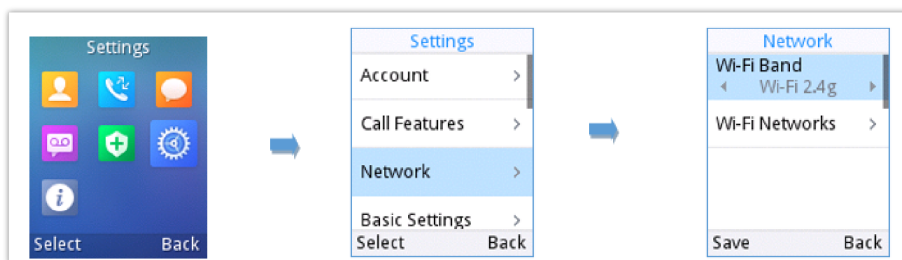 Settings
Select Back
Settings
Account
Call Features
Network
Basic Settings
Select Back
Network
Wi-Fi Band
Wi-Fi 2.4g
Wi-Fi Networks
Save Back